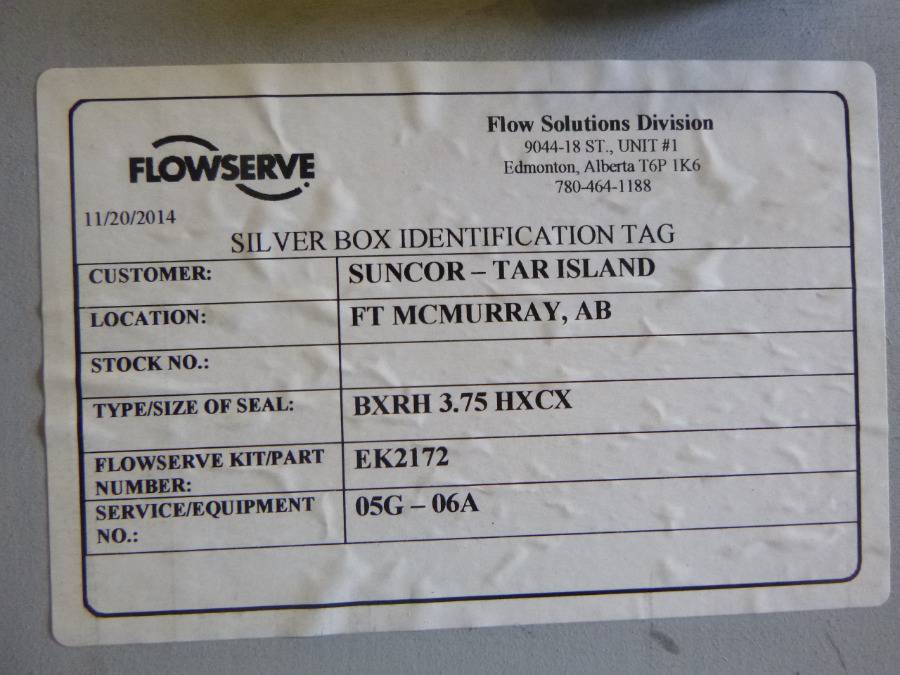 FLOWSERVE
Flow Solutions Division
9044-18 ST., UNIT #1
Edmonton, Alberta T6P 1K6
780-464-1188
11/20/2014
SILVER BOX IDENTIFICATION TAG
CUSTOMER: SUNCOR – TAR ISLAND
LOCATION: FT MCMURRAY, AB
STOCK NO.:
TYPE/SIZE OF SEAL: BXRH 3.75 HXCX
FLOWSERVE KIT/PART NUMBER: EK2172
SERVICE/EQUIPMENT NO.: 05G – 06A